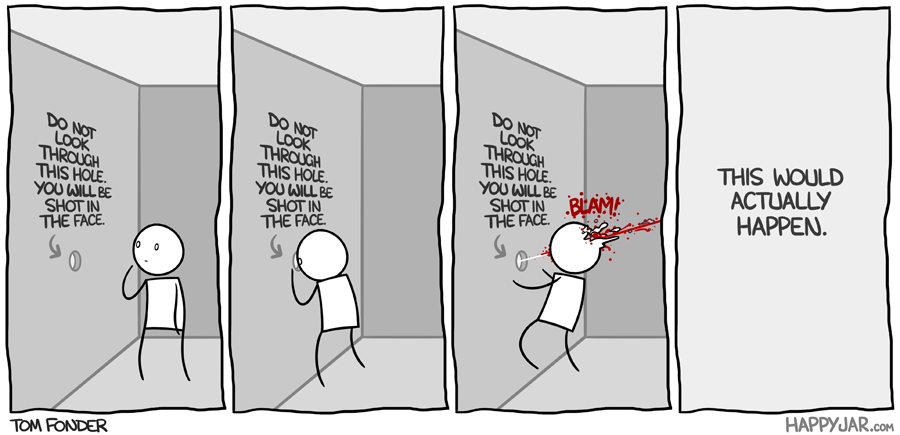 DO NOT
LOOK
THROUGH
THIS HOLE.
YOU WILL BE
SHOT IN
THE FACE.
DO NOT
LOOK
THROUGH
THIS HOLE.
YOU WILL BE
SHOT IN
THE FACE.
DO NOT
LOOK
THROUGH
THIS HOLE.
YOU WILL BE
SHOT IN
THE FACE.
BLAM!
THIS WOULD
ACTUALLY
HAPPEN.
TOM FONDER
HAPPYJAR.COM